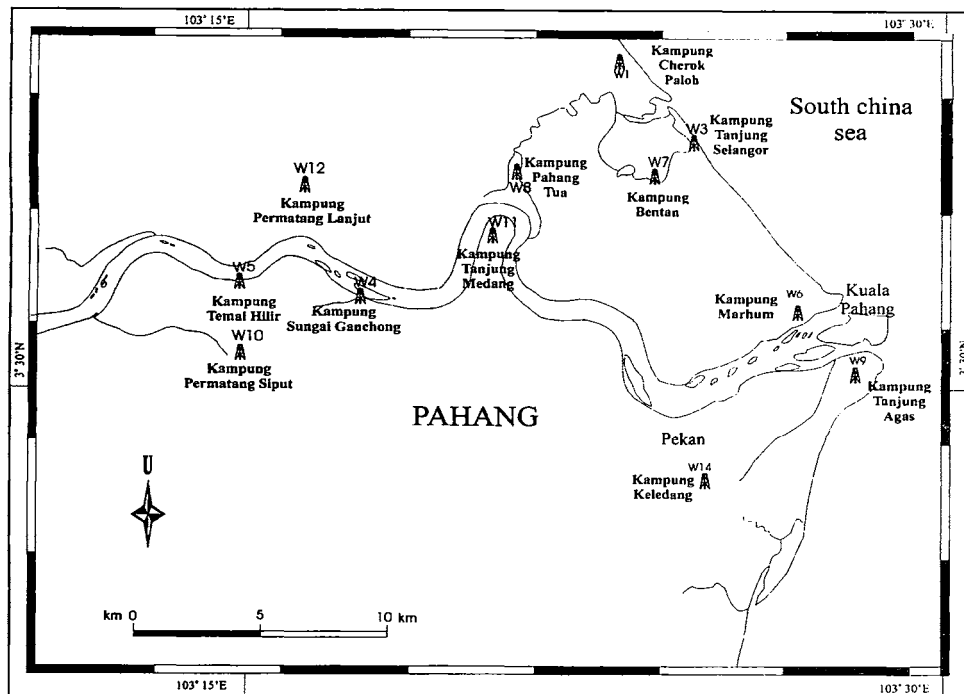 103° 15'E
103° 30'E
Kampung
Cherok
Paloh
W1
South china
sea
W3
Kampung
Tanjung
Selangor
W12
Kampung
Permatang Lanjut
W8
Kampung
Pahang
Tua
W7
Kampung
Bentan
W11
Kampung
Tanjung
Medang
W5
Kampung
Temai Hilir
W4
Kampung
Sungai Ganchong
W6
Kampung
Marhum
Kuala
Pahang
W10
Kampung
Permatang Siput
3° 30'N
3° 30'N
W9
Kampung
Tanjung
Agas
PAHANG
Pekan
W14
Kampung
Keledang
U
km 0 5 10 km
103° 15'E
103° 30'E